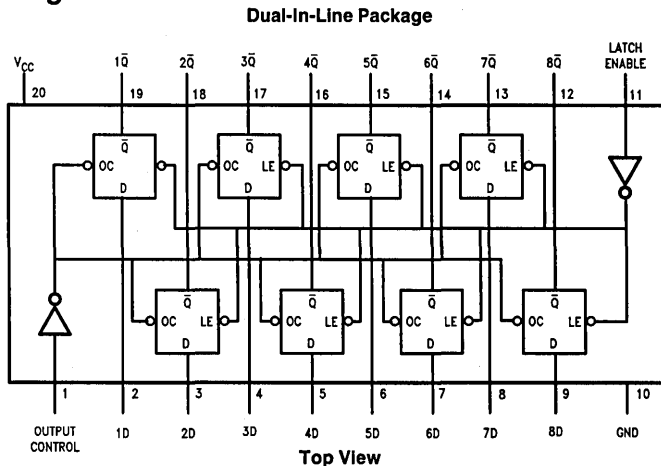 Dual-In-Line Package
V_CC 1Q̄ 2Q̄ 3Q̄ 4Q̄ 5Q̄ 6Q̄ 7Q̄ 8Q̄
LATCH
ENABLE
20 19 18 17 16 15 14 13 12 11
Q̄ Q̄ Q̄ Q̄
OC OC LE OC LE OC LE
D D D D
Q̄ Q̄ Q̄ Q̄
OC LE OC LE OC LE OC LE
D D D D
1 2 3 4 5 6 7 8 9 10
OUTPUT
CONTROL
1D 2D 3D 4D 5D 6D 7D 8D GND
Top View